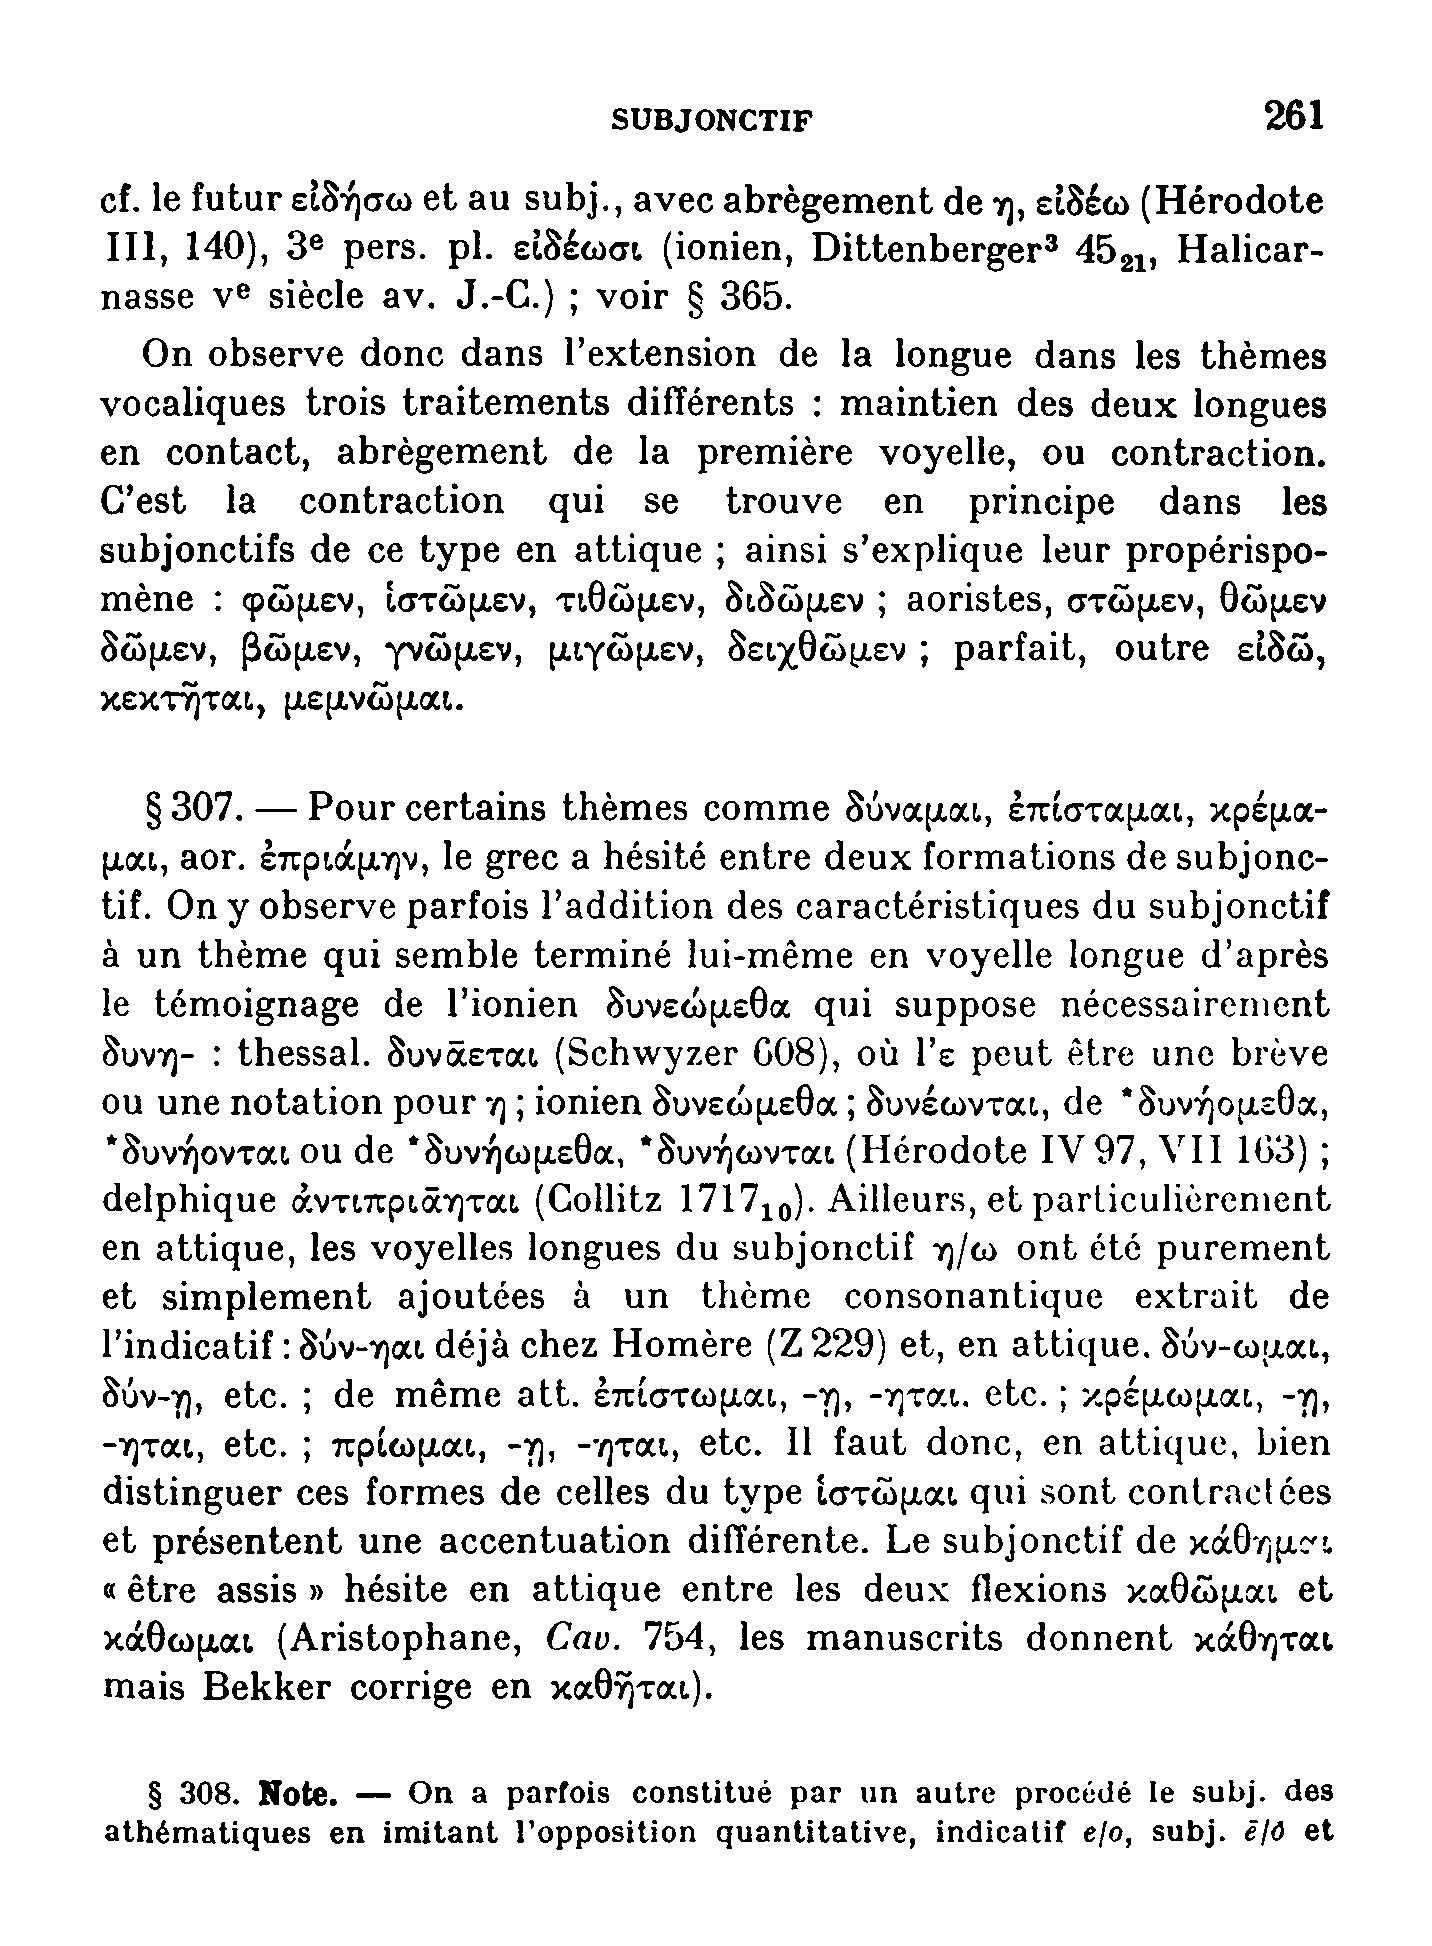 SUBJONCTIF 261
cf. le futur εἰδήσω et au subj., avec abrègement de η, εἰδέω (Hérodote
III, 140), 3ᵉ pers. pl. εἰδέωσι (ionien, Dittenberger³ 45₂₁, Halicar-
nasse vᵉ siècle av. J.-C.) ; voir § 365.
On observe donc dans l’extension de la longue dans les thèmes
vocaliques trois traitements différents : maintien des deux longues
en contact, abrègement de la première voyelle, ou contraction.
C’est la contraction qui se trouve en principe dans les
subjonctifs de ce type en attique ; ainsi s’explique leur propérispo-
mène : φῶμεν, ἱστῶμεν, τιθῶμεν, διδῶμεν ; aoristes, στῶμεν, θῶμεν
δῶμεν, βῶμεν, γνῶμεν, μιγῶμεν, δειχθῶμεν ; parfait, outre εἰδῶ,
κεκτῆται, μεμνῶμαι.
§ 307. — Pour certains thèmes comme δύναμαι, ἐπίσταμαι, κρέμα-
μαι, aor. ἐπριάμην, le grec a hésité entre deux formations de subjonc-
tif. On y observe parfois l’addition des caractéristiques du subjonctif
à un thème qui semble terminé lui-même en voyelle longue d’après
le témoignage de l’ionien δυνεώμεθα qui suppose nécessairement
δυνη- : thessal. δυνᾱεται (Schwyzer 608), où l’ε peut être une brève
ou une notation pour η ; ionien δυνεώμεθα ; δυνέωνται, de *δυνήομεθα,
*δυνήονται ou de *δυνήωμεθα, *δυνήωνται (Hérodote IV 97, VII 163) ;
delphique ἀντιπριᾱηται (Collitz 1717₁₀). Ailleurs, et particulièrement
en attique, les voyelles longues du subjonctif η/ω ont été purement
et simplement ajoutées à un thème consonantique extrait de
l’indicatif : δύν-ηαι déjà chez Homère (Z 229) et, en attique. δύν-ωμαι,
δύν-ῃ, etc. ; de même att. ἐπίστωμαι, -ῃ, -ηται. etc. ; κρέμωμαι, -ῃ,
-ηται, etc. ; πρίωμαι, -ῃ, -ηται, etc. Il faut donc, en attique, bien
distinguer ces formes de celles du type ἱστῶμαι qui sont contractées
et présentent une accentuation différente. Le subjonctif de κάθημαι
« être assis » hésite en attique entre les deux flexions καθῶμαι et
κάθωμαι (Aristophane, Cav. 754, les manuscrits donnent κάθηται
mais Bekker corrige en καθῆται).
§ 308. Note. — On a parfois constitué par un autre procédé le subj. des
athématiques en imitant l’opposition quantitative, indicatif e/o, subj. ē/ō et